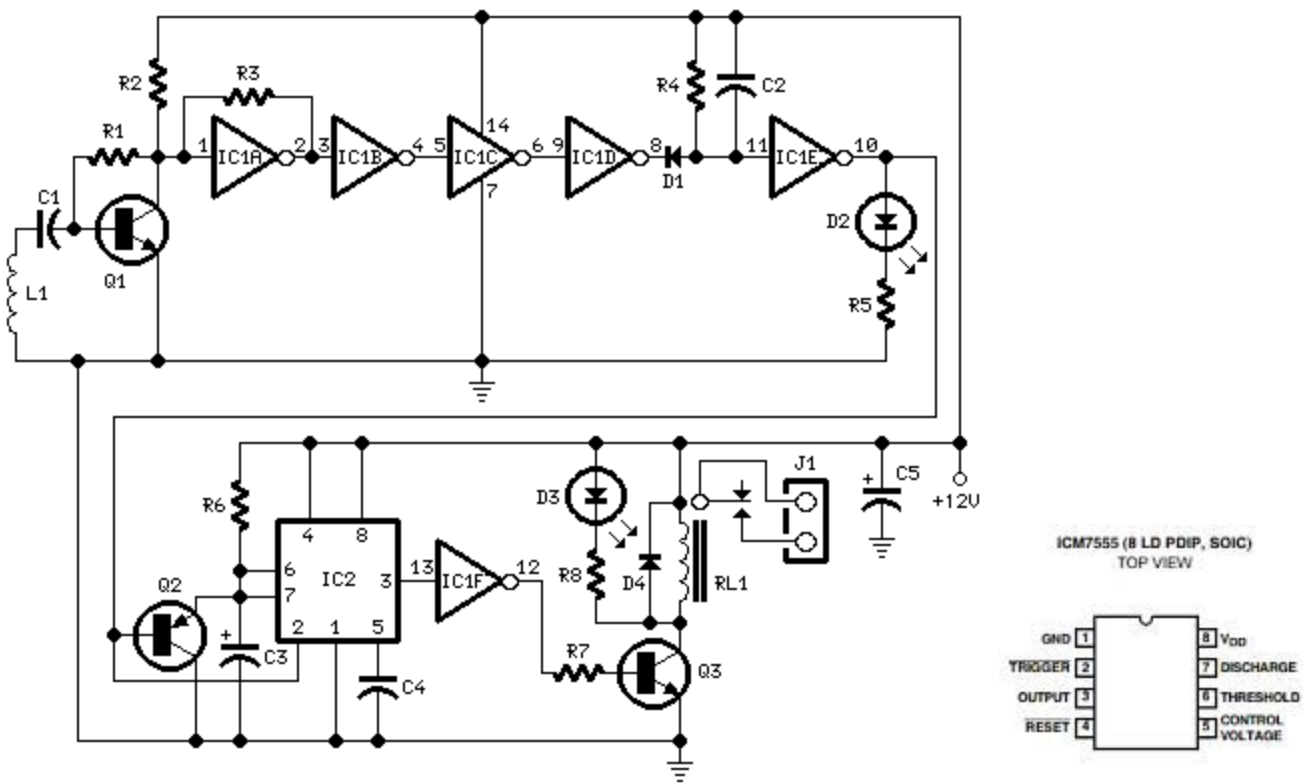 R2
R3
R4
C2
R1
1
IC1A
2
3
IC1B
4
5
IC1C
14
7
6
9
IC1D
8
D1
11
IC1E
10
C1
Q1
L1
D2
R5
R6
4
8
6
7
IC2
3
2
1
5
Q2
C3
C4
13
IC1F
12
R7
D3
R8
D4
RL1
Q3
J1
+
C5
+12V
+
ICM7555 (8 LD PDIP, SOIC)
TOP VIEW
GND 1
8 VDD
TRIGGER 2
7 DISCHARGE
OUTPUT 3
6 THRESHOLD
RESET 4
5 CONTROL
VOLTAGE